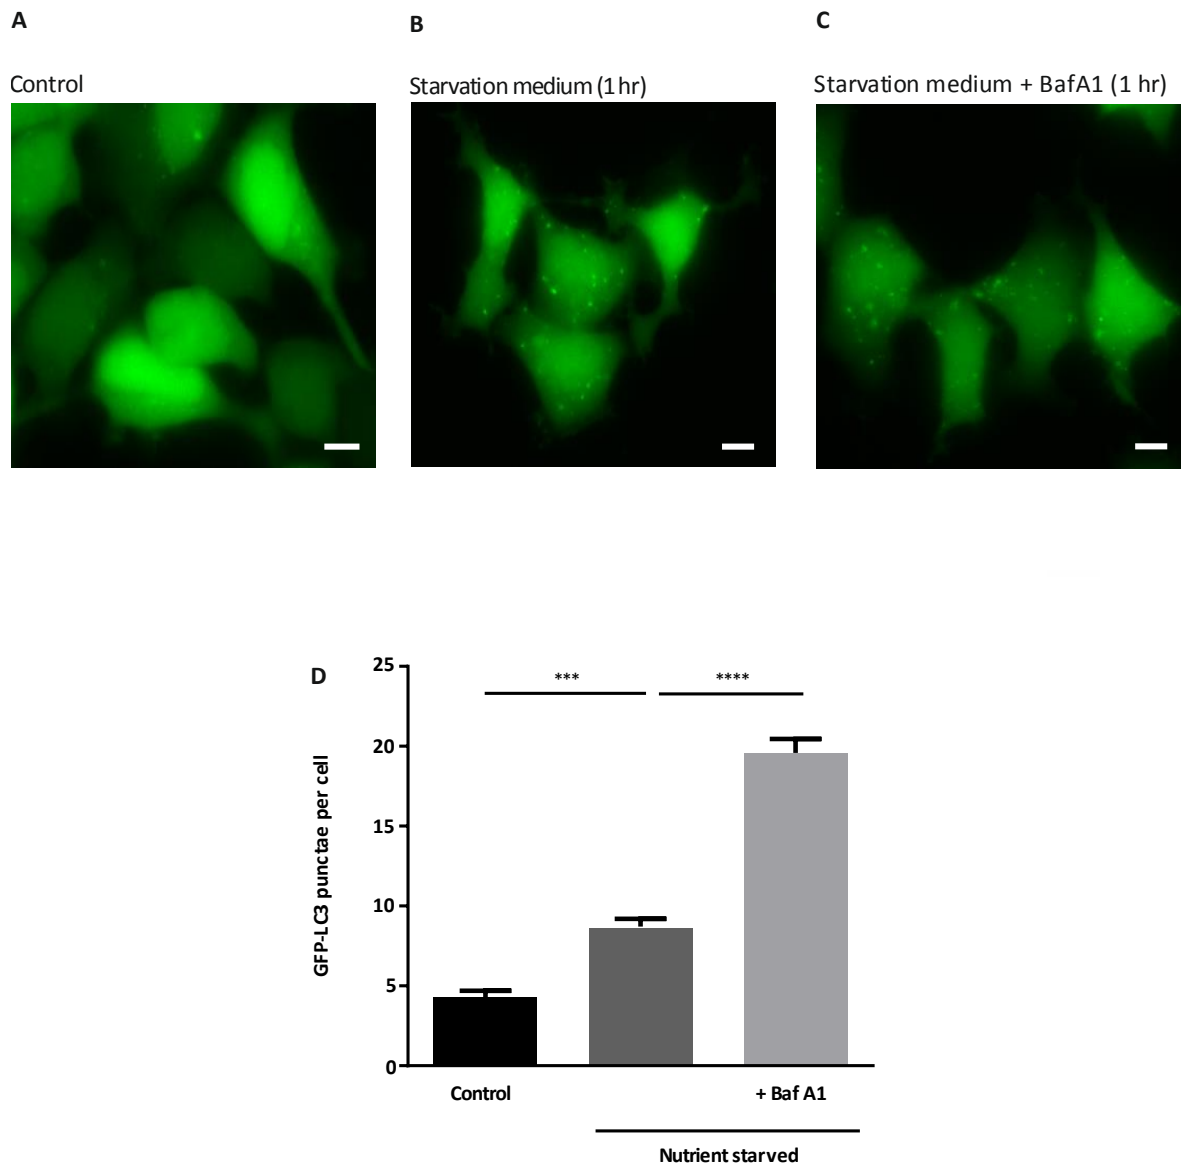 A
B
C
Control
Starvation medium (1 hr)
Starvation medium + BafA1 (1 hr)
D
25
***
****
20
15
10
5
0
GFP-LC3 punctae per cell
Control
+ Baf A1
Nutrient starved